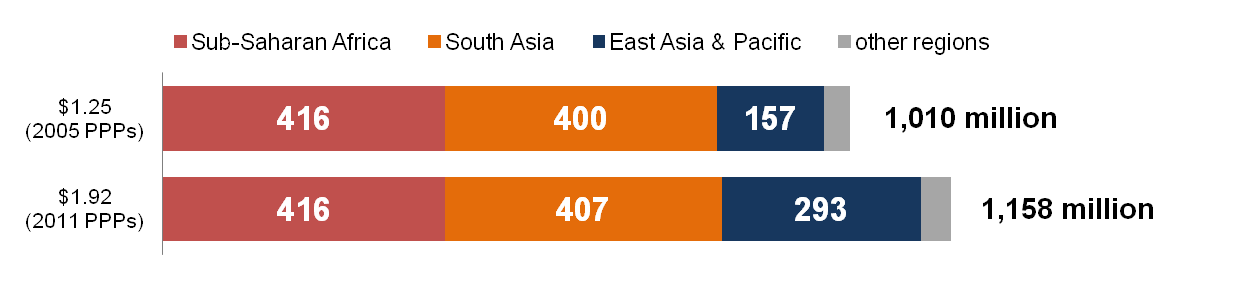 Sub-Saharan Africa South Asia East Asia & Pacific other regions
$1.25
(2005 PPPs)
416 400 157 1,010 million
$1.92
(2011 PPPs)
416 407 293 1,158 million